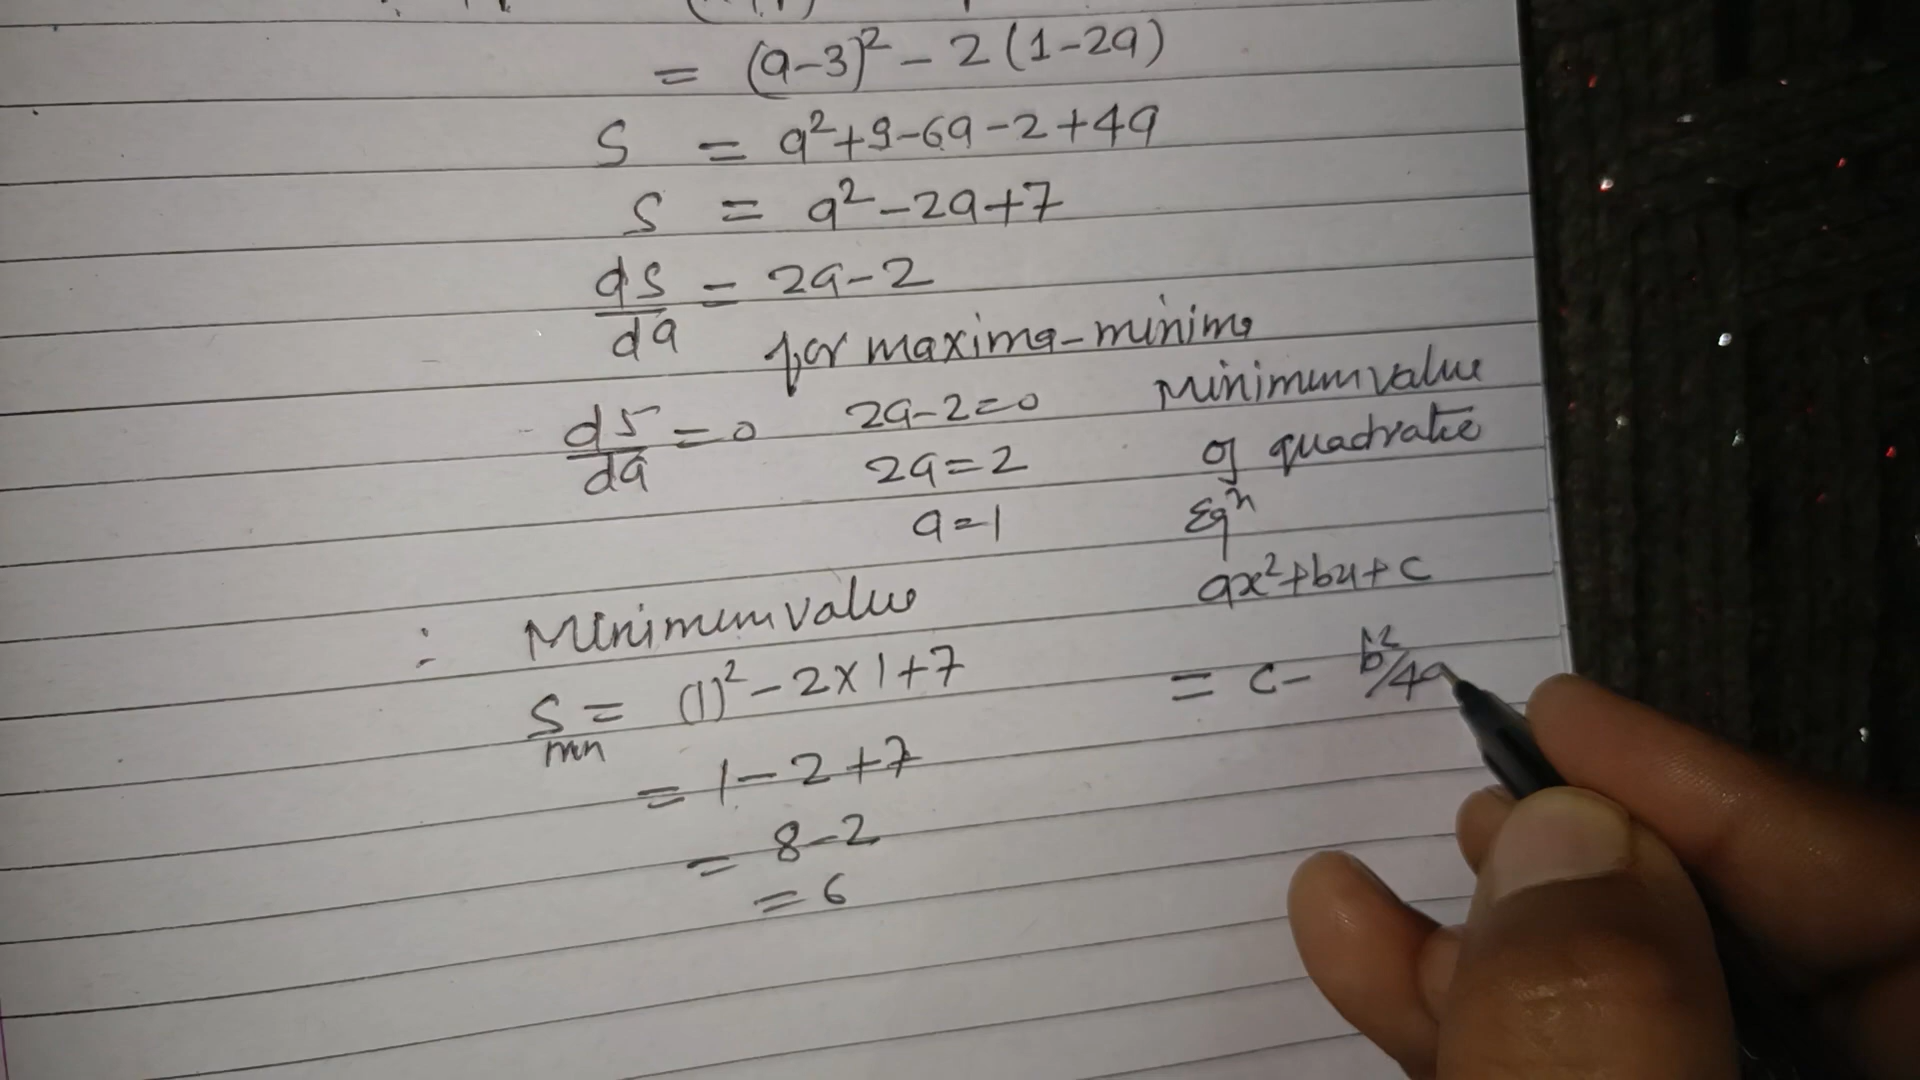 = (a-3)² - 2(1-2a)
S = a²+9-6a-2+4a
S = a²-2a+7
dS/da = 2a-2
for maxima-minima
dS/da = 0 2a-2=0
2a=2
a=1
∴ Minimum value
S min = (1)²-2×1+7
= 1-2+7
= 8-2
= 6
Minimum value
of quadratic
Eqⁿ
ax²+bx+c
= c- b²/4a